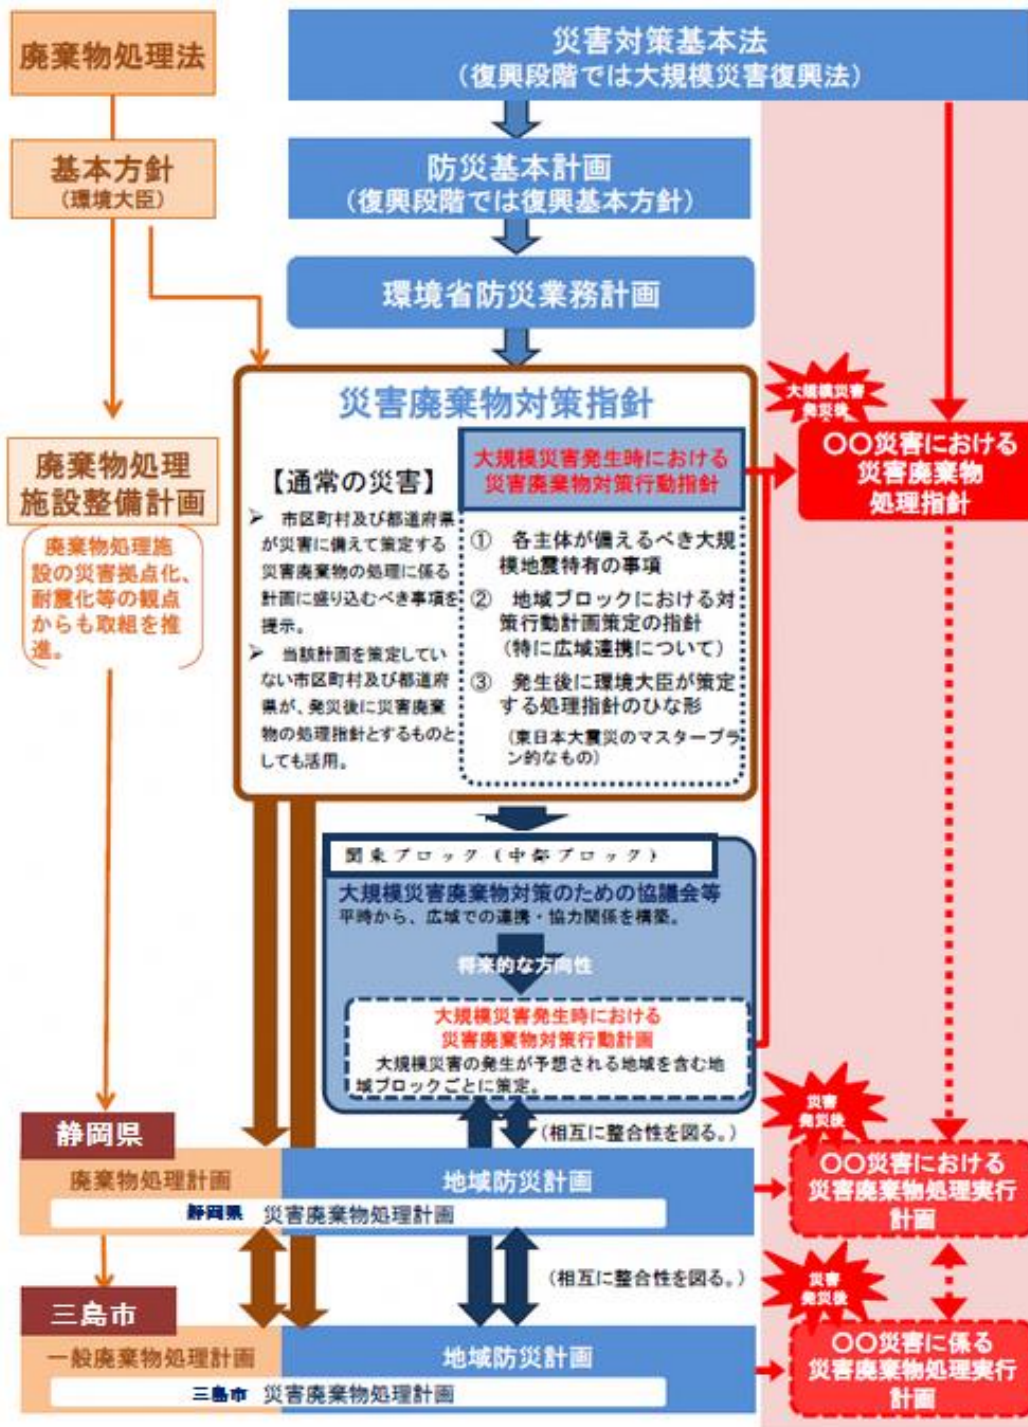 廃棄物処理法
災害対策基本法
(復興段階では大規模災害復興法)
基本方針
(環境大臣)
防災基本計画
(復興段階では復興基本方針)
環境省防災業務計画
災害廃棄物対策指針
【通常の災害】
➢ 市区町村及び都道府県
が災害に備えて策定する
災害廃棄物の処理に係る
計画に盛り込むべき事項を
提示。
➢ 当該計画を策定してい
ない市区町村及び都道府
県が、発災後に災害廃棄
物の処理指針とするものと
しても活用。
大規模災害発生時における
災害廃棄物対策行動指針
① 各主体が備えるべき大規
模地震特有の事項
② 地域ブロックにおける対
策行動計画策定の指針
(特に広域連携について)
③ 発生後に環境大臣が策定
する処理指針のひな形
(東日本大震災のマスタープラ
ン的なもの)
大規模災害
発災後
〇〇災害における
災害廃棄物
処理指針
廃棄物処理
施設整備計画
廃棄物処理施
設の災害拠点化、
耐震化等の観点
からも取組を推
進。
関東ブロック(中部ブロック)
大規模災害廃棄物対策のための協議会等
平時から、広域での連携・協力関係を構築。
将来的な方向性
大規模災害発生時における
災害廃棄物対策行動計画
大規模災害の発生が予想される地域を含む地
域ブロックごとに策定。
(相互に整合性を図る。)
災害
発災後
静岡県
廃棄物処理計画
地域防災計画
静岡県 災害廃棄物処理計画
〇〇災害における
災害廃棄物処理実行
計画
(相互に整合性を図る。)
災害
発災後
三島市
一般廃棄物処理計画
地域防災計画
三島市 災害廃棄物処理計画
〇〇災害に係る
災害廃棄物処理実行
計画